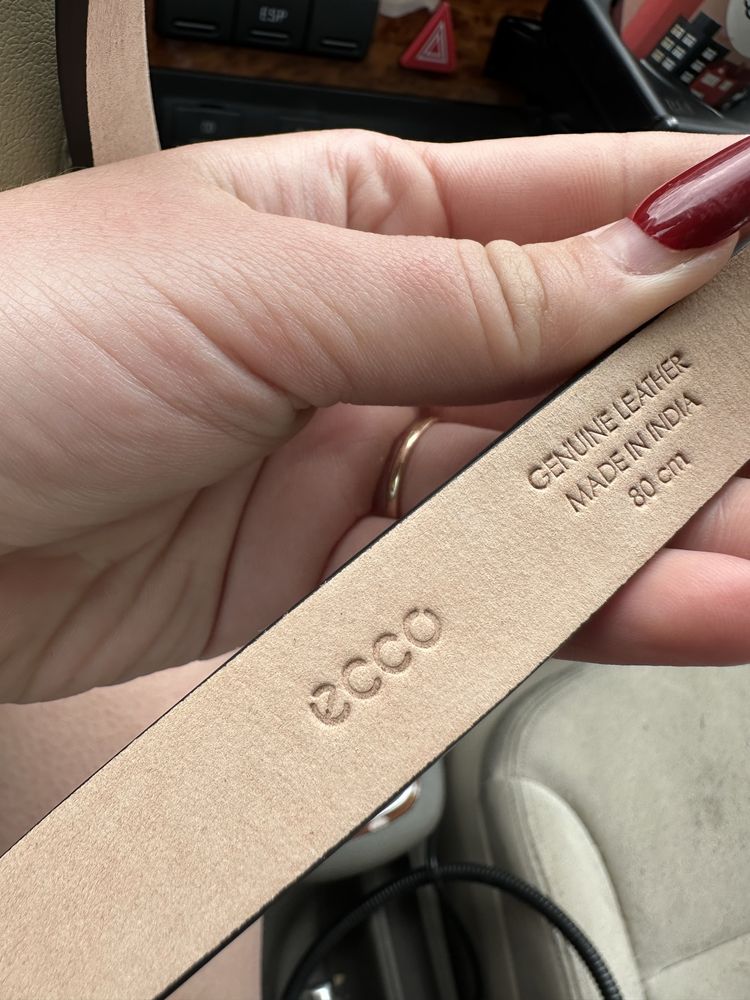 ESP
GENUINE LEATHER
MADE IN INDIA
80 cm
ecco